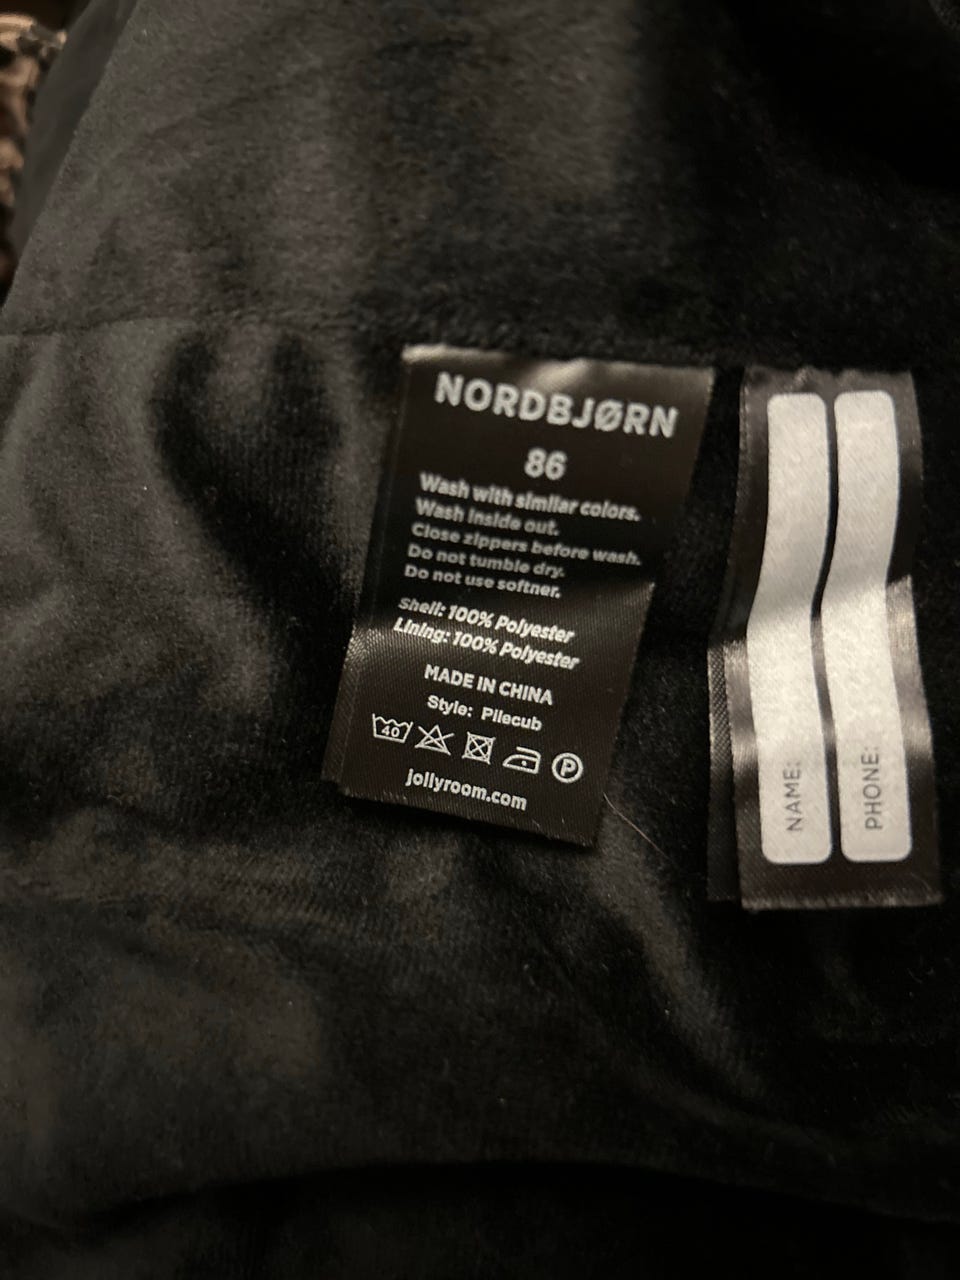 NORDBJØRN
86
Wash with similar colors.
Wash inside out.
Close zippers before wash.
Do not tumble dry.
Do not use softner.
Shell: 100% Polyester
Lining: 100% Polyester
MADE IN CHINA
Style: Pilecub
40
P
jollyroom.com
NAME:
PHONE: